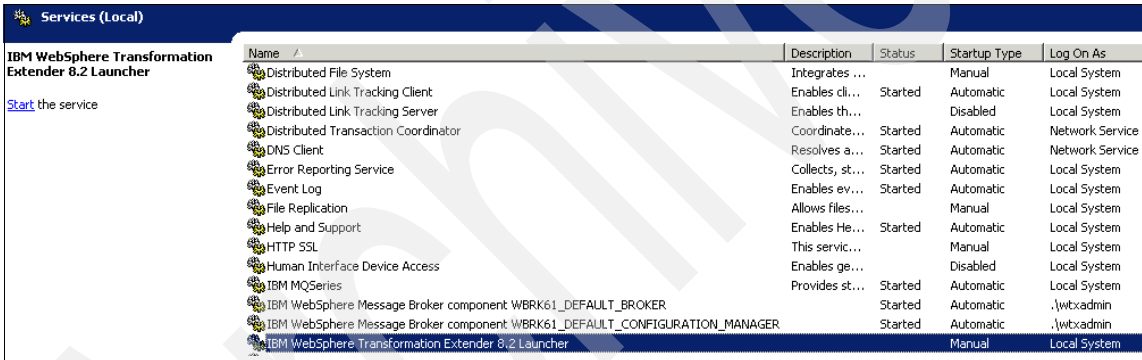 Services (Local)
IBM WebSphere Transformation
Extender 8.2 Launcher
Start the service
Name Description Status Startup Type Log On As
Distributed File System Integrates ... Manual Local System
Distributed Link Tracking Client Enables cli... Started Automatic Local System
Distributed Link Tracking Server Enables th... Disabled Local System
Distributed Transaction Coordinator Coordinate... Started Automatic Network Service
DNS Client Resolves a... Started Automatic Network Service
Error Reporting Service Collects, st... Started Automatic Local System
Event Log Enables ev... Started Automatic Local System
File Replication Allows files... Manual Local System
Help and Support Enables He... Started Automatic Local System
HTTP SSL This servic... Manual Local System
Human Interface Device Access Enables ge... Disabled Local System
IBM MQSeries Provides st... Started Automatic Local System
IBM WebSphere Message Broker component WBRK61_DEFAULT_BROKER Started Automatic .\wtxadmin
IBM WebSphere Message Broker component WBRK61_DEFAULT_CONFIGURATION_MANAGER Started Automatic .\wtxadmin
IBM WebSphere Transformation Extender 8.2 Launcher Manual Local System